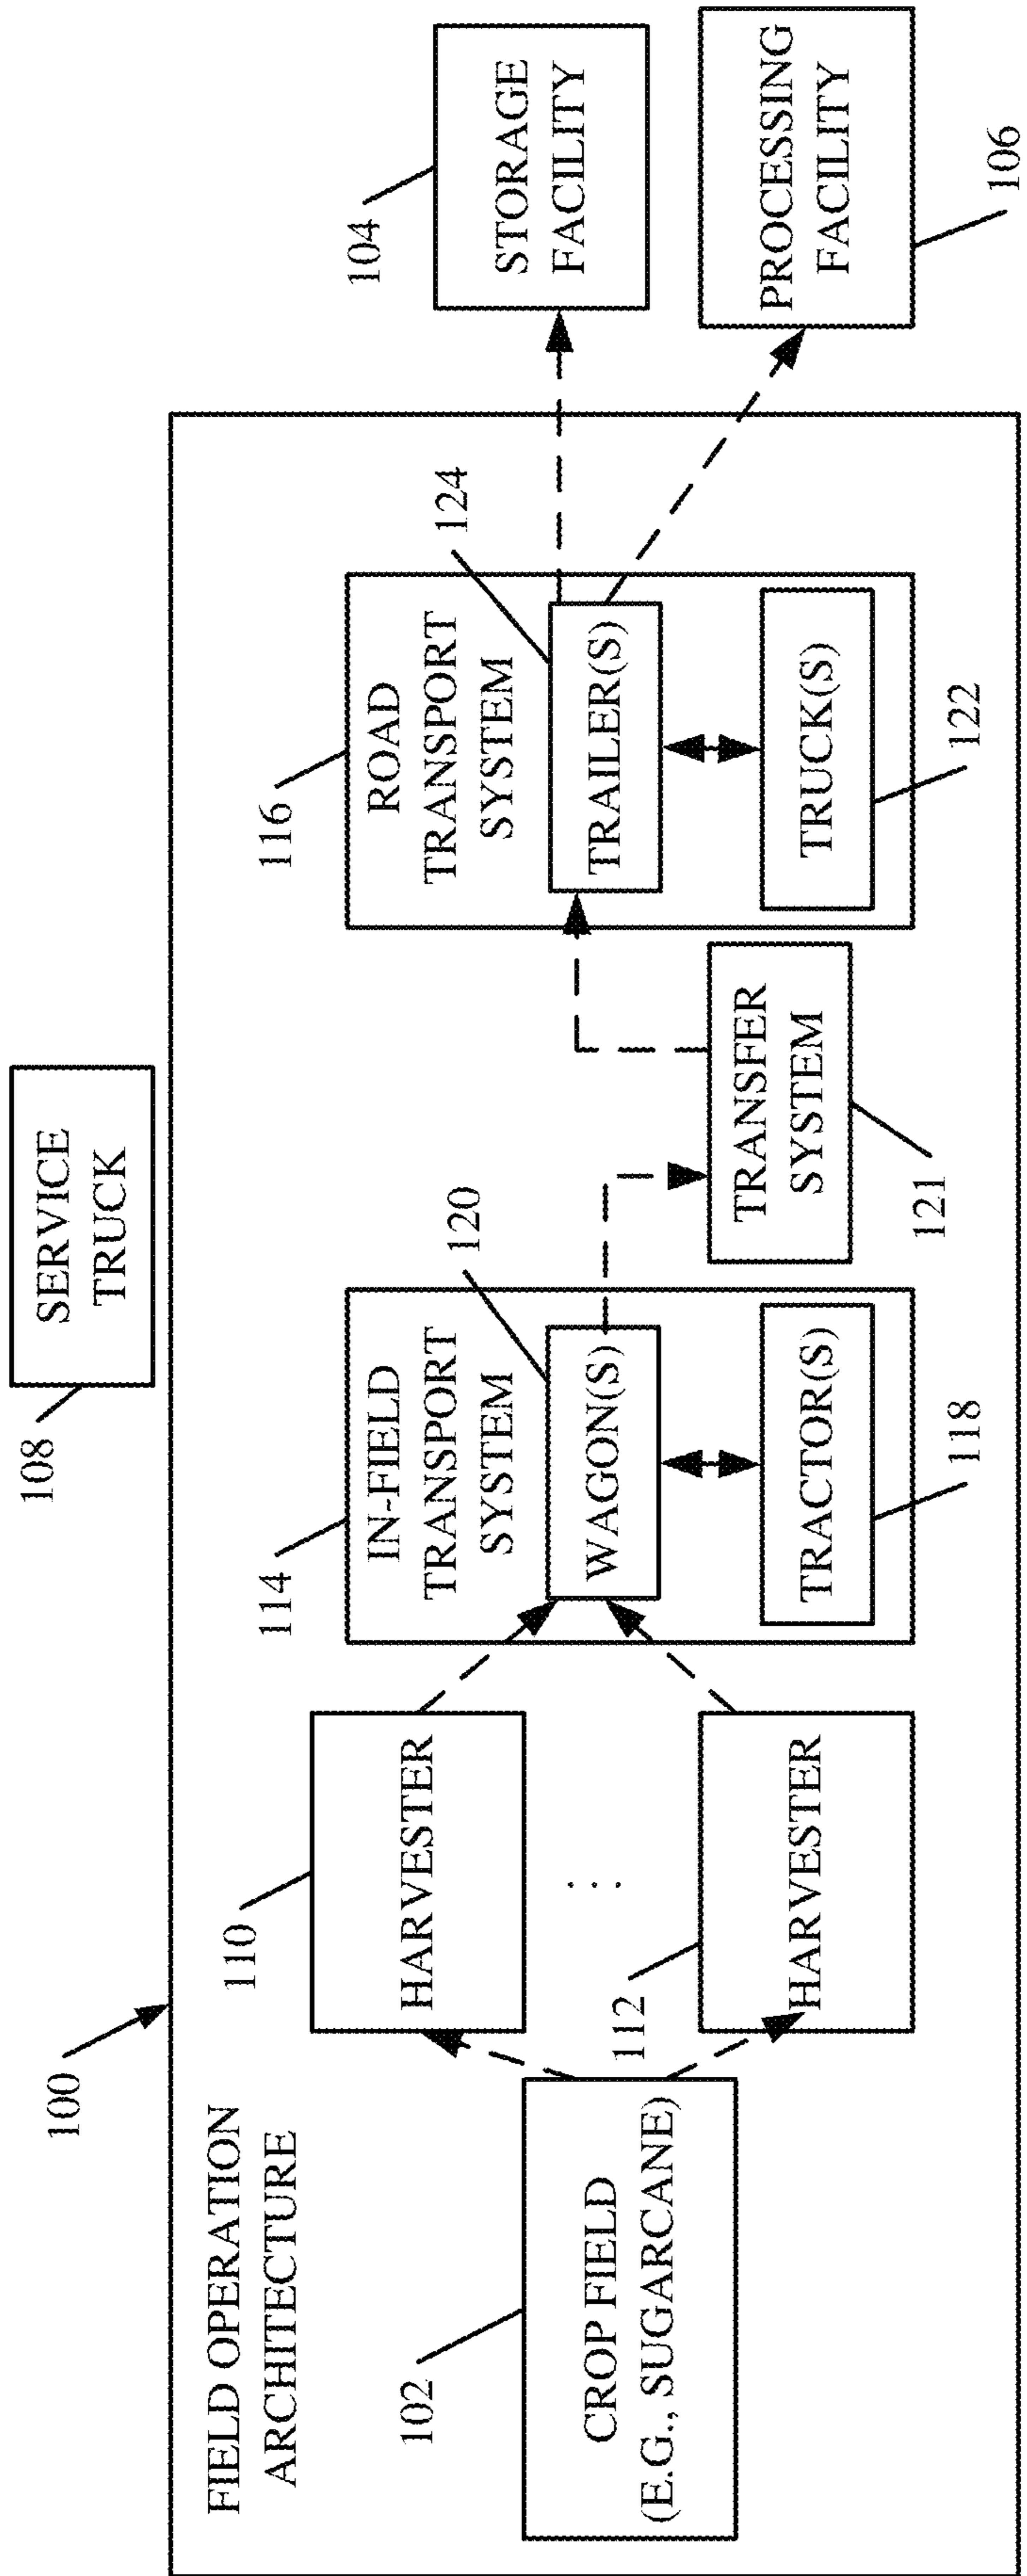 108
SERVICE
TRUCK
100
FIELD OPERATION
ARCHITECTURE
102
CROP FIELD
(E.G., SUGARCANE)
110
HARVESTER
...
112
HARVESTER
114
IN-FIELD
TRANSPORT
SYSTEM
120
WAGON(S)
TRACTOR(S)
118
TRANSFER
SYSTEM
121
116
ROAD
TRANSPORT
SYSTEM
124
TRAILER(S)
TRUCK(S)
122
104
STORAGE
FACILITY
PROCESSING
FACILITY
106